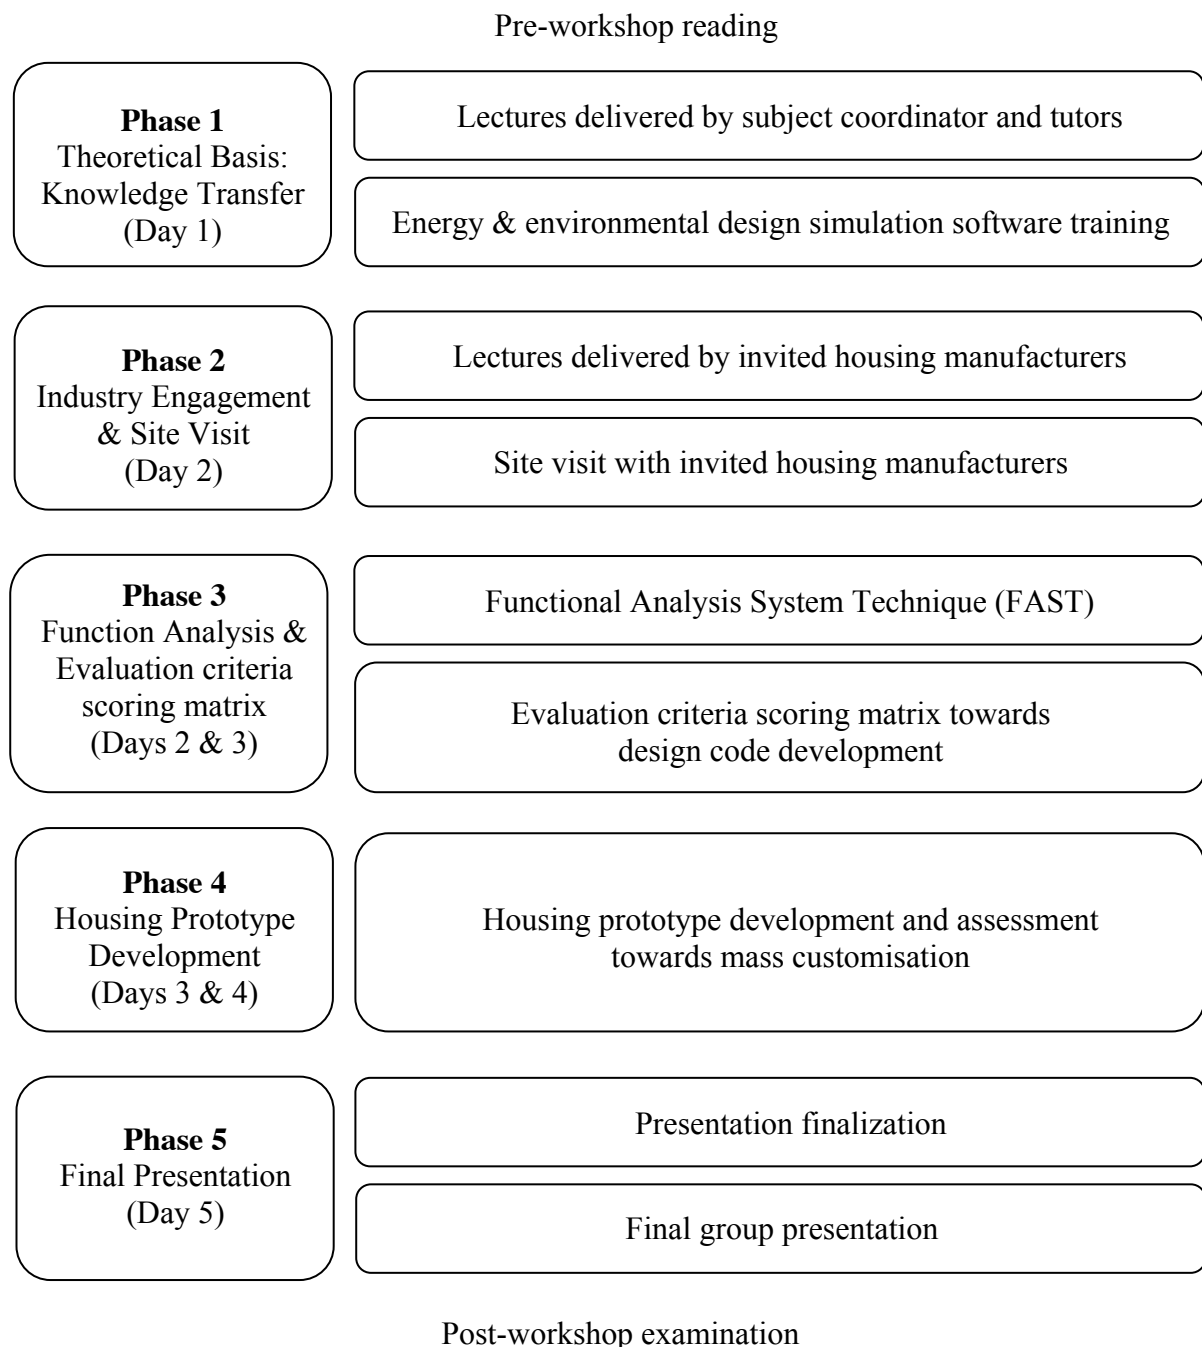 Pre-workshop reading
Phase 1
Theoretical Basis:
Knowledge Transfer
(Day 1)
Lectures delivered by subject coordinator and tutors
Energy & environmental design simulation software training
Phase 2
Industry Engagement
& Site Visit
(Day 2)
Lectures delivered by invited housing manufacturers
Site visit with invited housing manufacturers
Phase 3
Function Analysis &
Evaluation criteria
scoring matrix
(Days 2 & 3)
Functional Analysis System Technique (FAST)
Evaluation criteria scoring matrix towards
design code development
Phase 4
Housing Prototype
Development
(Days 3 & 4)
Housing prototype development and assessment
towards mass customisation
Phase 5
Final Presentation
(Day 5)
Presentation finalization
Final group presentation
Post-workshop examination